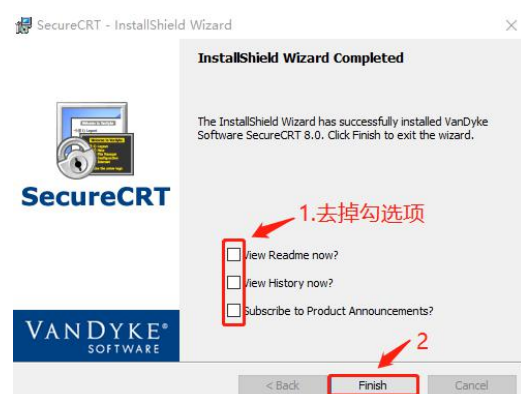 SecureCRT - InstallShield Wizard
InstallShield Wizard Completed
The InstallShield Wizard has successfully installed VanDyke
Software SecureCRT 8.0. Click Finish to exit the wizard.
SecureCRT
1.去掉勾选项
View Readme now?
View History now?
Subscribe to Product Announcements?
VANDYKE®
SOFTWARE
2
< Back
Finish
Cancel